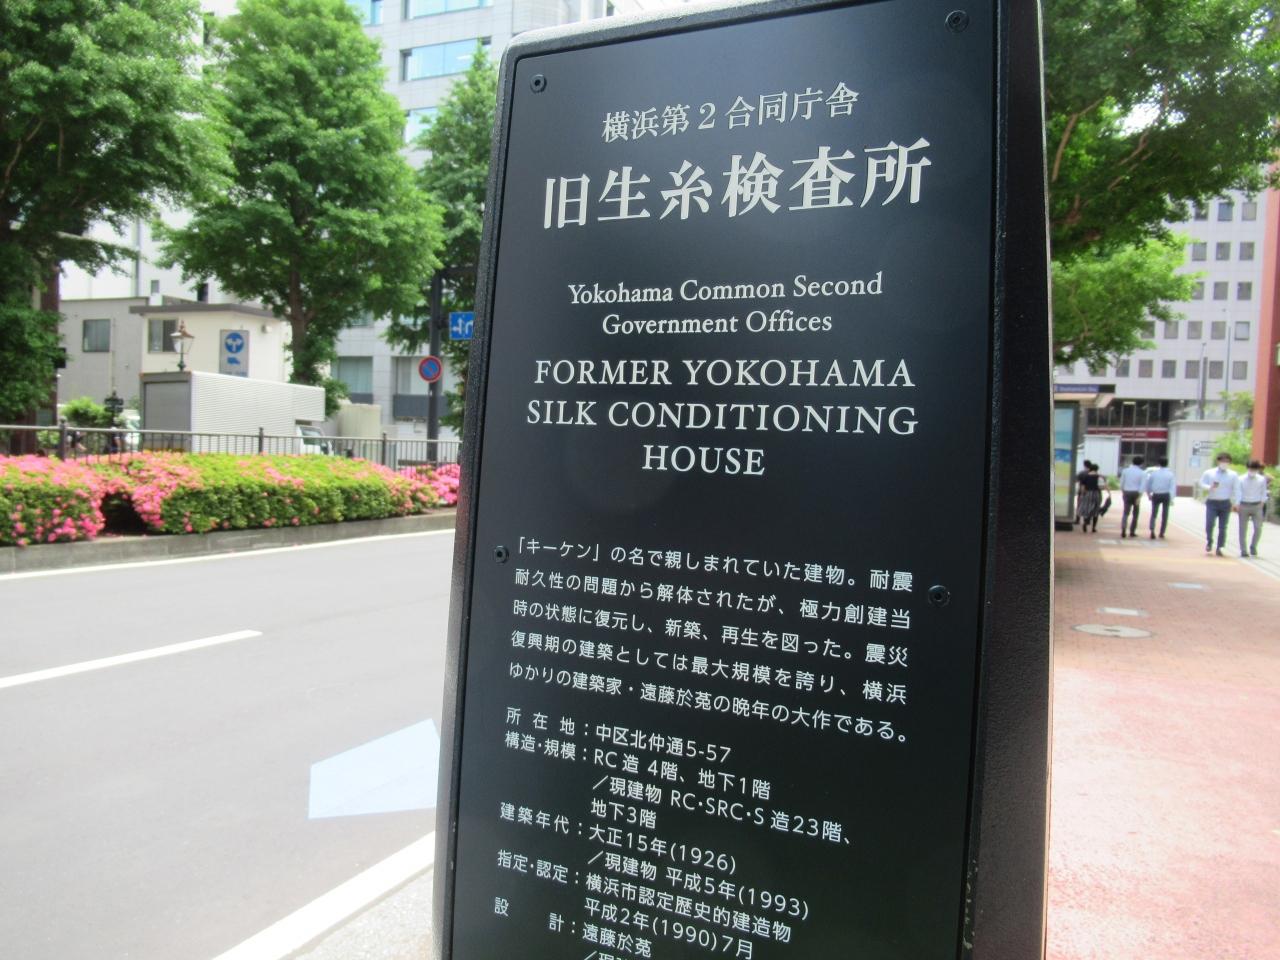 横浜第2合同庁舎
旧生糸検査所
Yokohama Common Second
Government Offices
FORMER YOKOHAMA
SILK CONDITIONING
HOUSE
「キーケン」の名で親しまれていた建物。耐震
耐久性の問題から解体されたが、極力創建当
時の状態に復元し、新築、再生を図った。震災
復興期の建築としては最大規模を誇り、横浜
ゆかりの建築家・遠藤於菟の晩年の大作である。
所在地：中区北仲通5-57
構造・規模：RC造 4階、地下1階
／現建物 RC・SRC・S 造23階、
地下3階
建築年代：大正15年(1926)
／現建物 平成5年(1993)
指定・認定：横浜市認定歴史的建造物
平成2年(1990)7月
設計：遠藤於菟